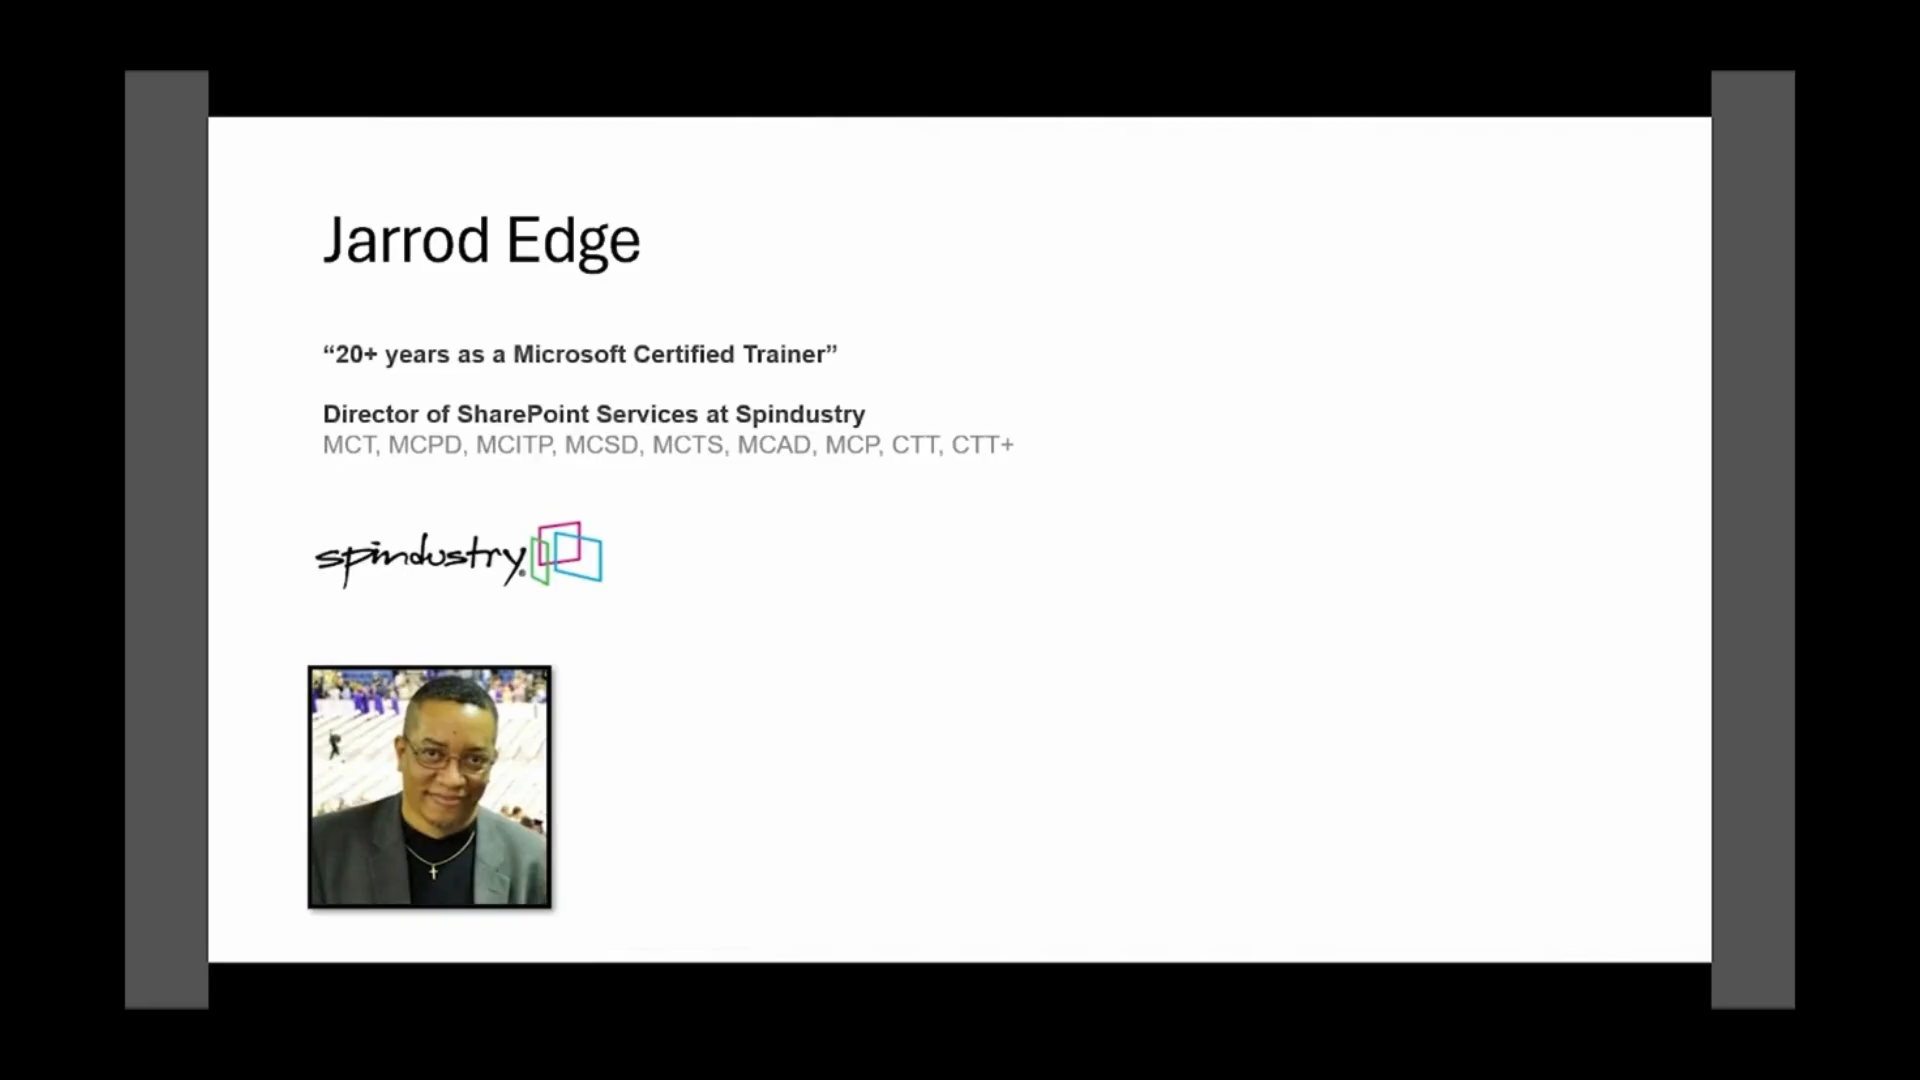 Jarrod Edge
“20+ years as a Microsoft Certified Trainer”
Director of SharePoint Services at Spindustry
MCT, MCPD, MCITP, MCSD, MCTS, MCAD, MCP, CTT, CTT+
spindustry®